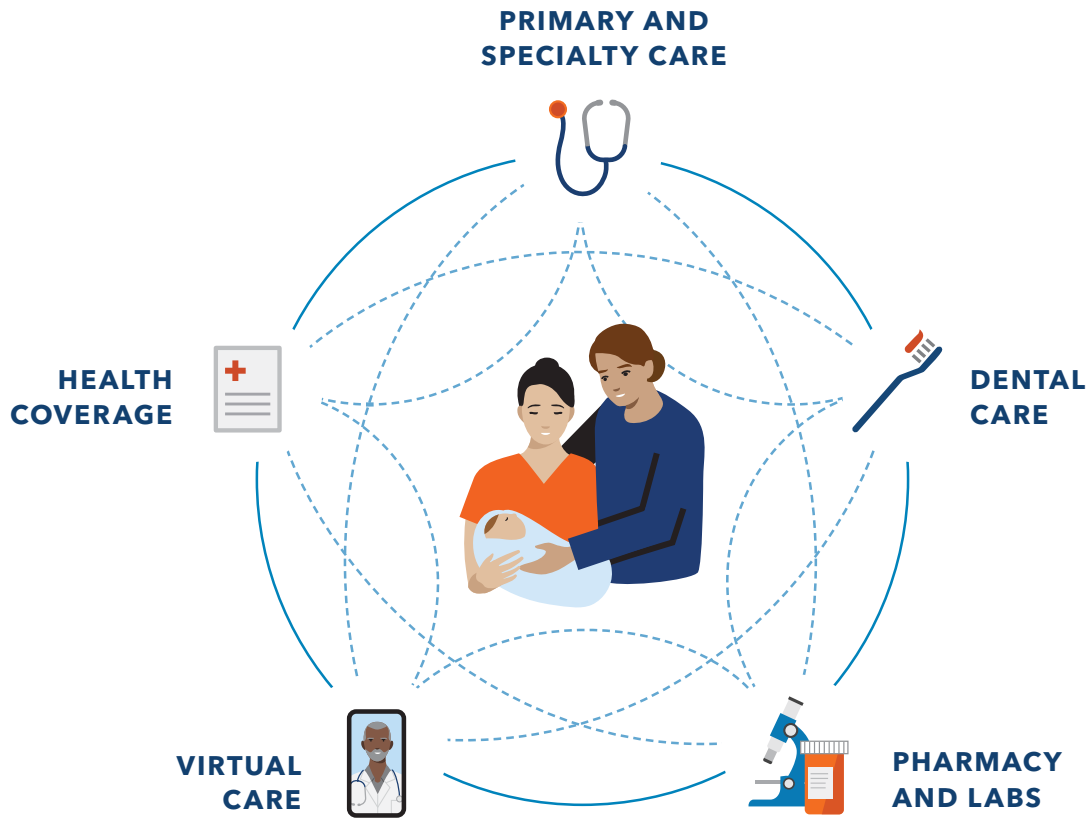 PRIMARY AND
SPECIALTY CARE
HEALTH
COVERAGE
DENTAL
CARE
VIRTUAL
CARE
PHARMACY
AND LABS